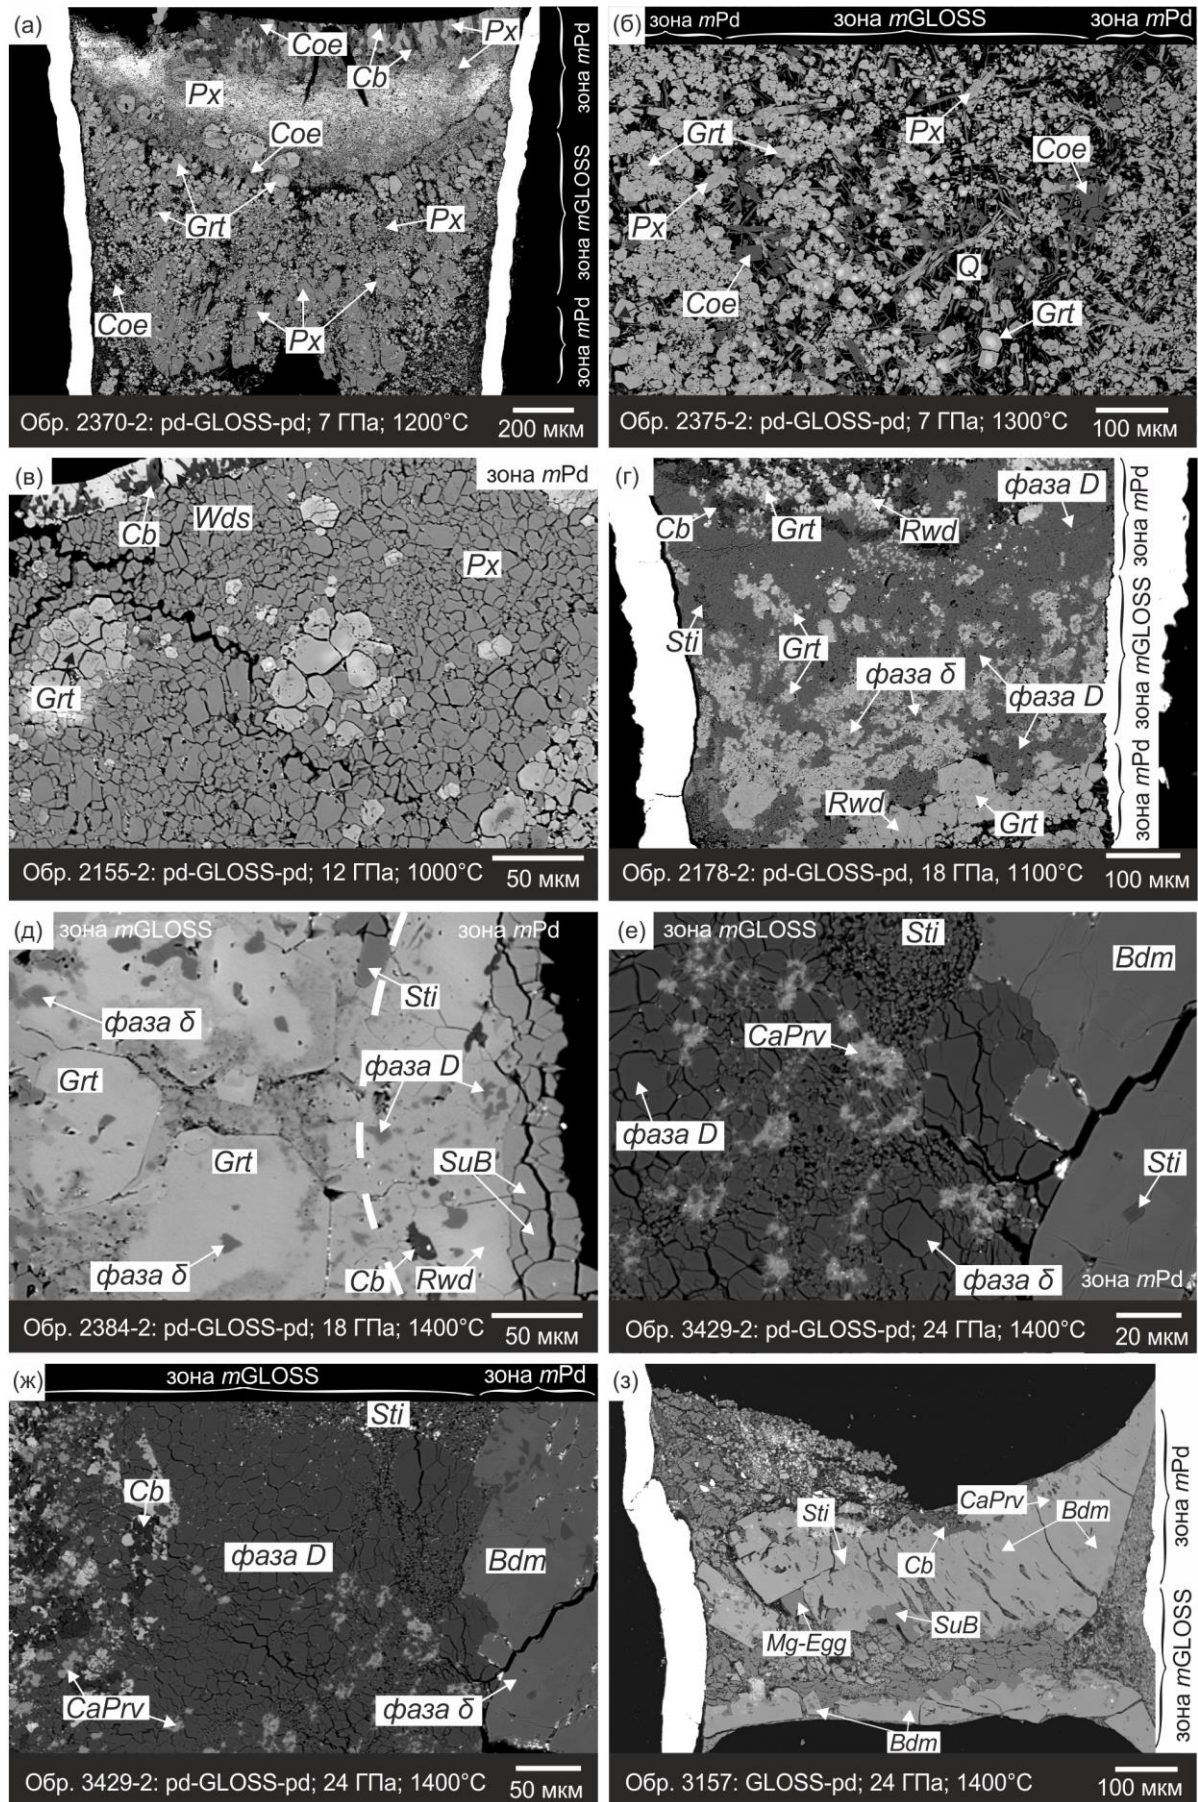 (а)
Coe
Cb
Px
Px
Coe
Grt
Px
Coe
Px
зона mPd
зона mGLOSS
зона mPd
Обр. 2370-2: pd-GLOSS-pd; 7 ГПа; 1200°C
200 мкм
(б)
зона mPd
зона mGLOSS
зона mPd
Px
Grt
Coe
Px
Q
Coe
Grt
Обр. 2375-2: pd-GLOSS-pd; 7 ГПа; 1300°C
100 мкм
(в)
зона mPd
Cb
Wds
Px
Grt
Обр. 2155-2: pd-GLOSS-pd; 12 ГПа; 1000°C
50 мкм
(г)
фаза D
Cb
Grt
Rwd
Sti
Grt
фаза δ
фаза D
Rwd
Grt
зона mPd
зона mGLOSS
зона mPd
Обр. 2178-2: pd-GLOSS-pd, 18 ГПа, 1100°C
100 мкм
(д)
зона mGLOSS
зона mPd
Sti
фаза δ
Grt
фаза D
Grt
SuB
фаза δ
Cb
Rwd
Обр. 2384-2: pd-GLOSS-pd; 18 ГПа; 1400°C
50 мкм
(е)
зона mGLOSS
Sti
Bdm
CaPrv
фаза D
Sti
фаза δ
зона mPd
Обр. 3429-2: pd-GLOSS-pd; 24 ГПа; 1400°C
20 мкм
(ж)
зона mGLOSS
зона mPd
Sti
Cb
фаза D
Bdm
CaPrv
фаза δ
Обр. 3429-2: pd-GLOSS-pd; 24 ГПа; 1400°C
50 мкм
(з)
CaPrv
Sti
Bdm
Cb
SuB
Mg-Egg
Bdm
зона mPd
зона mGLOSS
Обр. 3157: GLOSS-pd; 24 ГПа; 1400°C
100 мкм